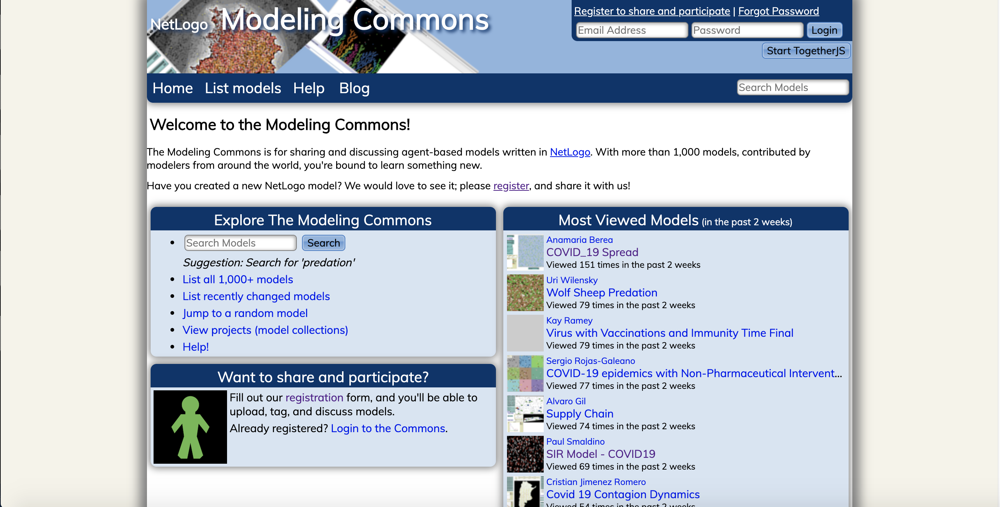 NetLogo Modeling Commons
Register to share and participate | Forgot Password
Email Address Password Login
Start TogetherJS
Home List models Help Blog Search Models
Welcome to the Modeling Commons!
The Modeling Commons is for sharing and discussing agent-based models written in NetLogo. With more than 1,000 models, contributed by
modelers from around the world, you're bound to learn something new.
Have you created a new NetLogo model? We would love to see it; please register, and share it with us!
Explore The Modeling Commons
Search Models Search
Suggestion: Search for 'predation'
List all 1,000+ models
List recently changed models
Jump to a random model
View projects (model collections)
Help!
Want to share and participate?
Fill out our registration form, and you'll be able to
upload, tag, and discuss models.
Already registered? Login to the Commons.
Most Viewed Models (in the past 2 weeks)
Anamaria Berea
COVID_19 Spread
Viewed 151 times in the past 2 weeks
Uri Wilensky
Wolf Sheep Predation
Viewed 79 times in the past 2 weeks
Kay Ramey
Virus with Vaccinations and Immunity Time Final
Viewed 79 times in the past 2 weeks
Sergio Rojas-Galeano
COVID-19 epidemics with Non-Pharmaceutical Intervent...
Viewed 77 times in the past 2 weeks
Alvaro Gil
Supply Chain
Viewed 74 times in the past 2 weeks
Paul Smaldino
SIR Model - COVID19
Viewed 69 times in the past 2 weeks
Cristian Jimenez Romero
Covid 19 Contagion Dynamics
Viewed 54 times in the past 2 weeks